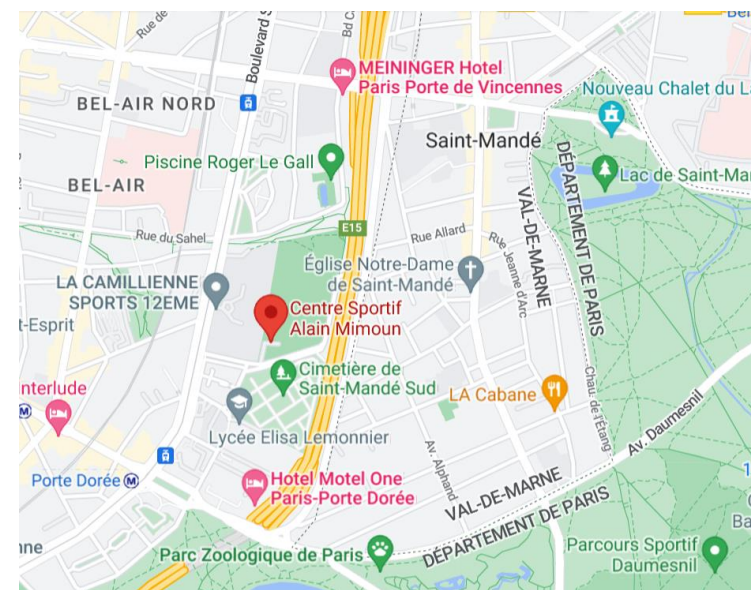 Rue de
Boulevard S
Bd C
Bel
MEININGER Hotel
Paris Porte de Vincennes
BEL-AIR NORD
Nouveau Chalet du La
Saint-Mandé
Piscine Roger Le Gall
DÉPARTEMENT DE PARIS
VAL-DE-MARNE
Lac de Saint-Man
BEL-AIR
E15
Rue du Sahel
Rue Allard
Rue Jeanne d'Arc
Église Notre-Dame
de Saint-Mandé
LA CAMILLIENNE
SPORTS 12EME
Centre Sportif
Alain Mimoun
t-Esprit
Cimetière de
Saint-Mandé Sud
nterlude
M
LA Cabane
Chau. de l'Étang
Lycée Elisa Lemonnier
Av. Daumesnil
Av. Alphand
Porte Dorée M
Hotel Motel One
Paris-Porte Dorée
1
VAL-DE-MARNE
DÉPARTEMENT DE PARIS
Ba
nne
Parc Zoologique de Paris
Parcours Sportif
Daumesnil